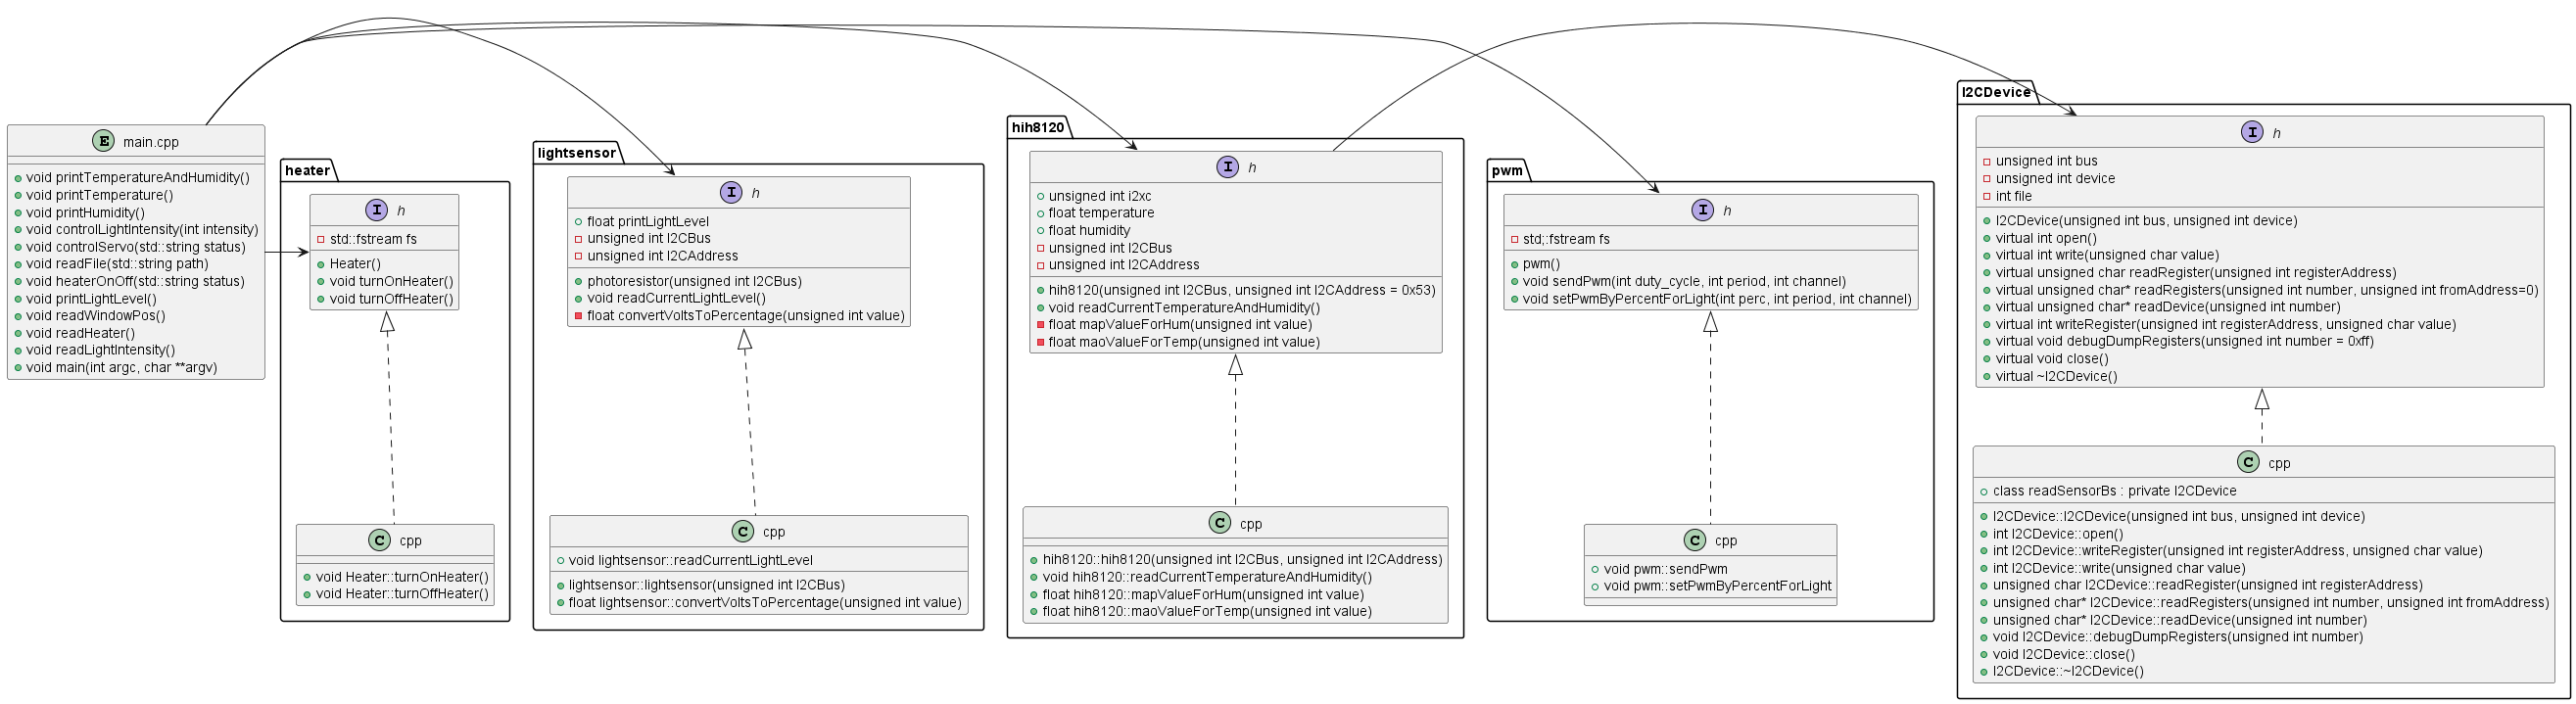 E main.cpp
void printTemperatureAndHumidity()
void printTemperature()
void printHumidity()
void controlLightIntensity(int intensity)
void controlServo(std::string status)
void readFile(std::string path)
void heaterOnOff(std::string status)
void printLightLevel()
void readWindowPos()
void readHeater()
void readLightIntensity()
void main(int argc, char **argv)
heater
I h
std::fstream fs
Heater()
void turnOnHeater()
void turnOffHeater()
C cpp
void Heater::turnOnHeater()
void Heater::turnOffHeater()
lightsensor
I h
float printLightLevel
unsigned int I2CBus
unsigned int I2CAddress
photoresistor(unsigned int I2CBus)
void readCurrentLightLevel()
float convertVoltsToPercentage(unsigned int value)
C cpp
void lightsensor::readCurrentLightLevel
lightsensor::lightsensor(unsigned int I2CBus)
float lightsensor::convertVoltsToPercentage(unsigned int value)
hih8120
I h
unsigned int i2xc
float temperature
float humidity
unsigned int I2CBus
unsigned int I2CAddress
hih8120(unsigned int I2CBus, unsigned int I2CAddress = 0x53)
void readCurrentTemperatureAndHumidity()
float mapValueForHum(unsigned int value)
float maoValueForTemp(unsigned int value)
C cpp
hih8120::hih8120(unsigned int I2CBus, unsigned int I2CAddress)
void hih8120::readCurrentTemperatureAndHumidity()
float hih8120::mapValueForHum(unsigned int value)
float hih8120::maoValueForTemp(unsigned int value)
pwm
I h
std;:fstream fs
pwm()
void sendPwm(int duty_cycle, int period, int channel)
void setPwmByPercentForLight(int perc, int period, int channel)
C cpp
void pwm::sendPwm
void pwm::setPwmByPercentForLight
I2CDevice
I h
unsigned int bus
unsigned int device
int file
I2CDevice(unsigned int bus, unsigned int device)
virtual int open()
virtual int write(unsigned char value)
virtual unsigned char readRegister(unsigned int registerAddress)
virtual unsigned char* readRegisters(unsigned int number, unsigned int fromAddress=0)
virtual unsigned char* readDevice(unsigned int number)
virtual int writeRegister(unsigned int registerAddress, unsigned char value)
virtual void debugDumpRegisters(unsigned int number = 0xff)
virtual void close()
virtual ~I2CDevice()
C cpp
class readSensorBs : private I2CDevice
I2CDevice::I2CDevice(unsigned int bus, unsigned int device)
int I2CDevice::open()
int I2CDevice::writeRegister(unsigned int registerAddress, unsigned char value)
int I2CDevice::write(unsigned char value)
unsigned char I2CDevice::readRegister(unsigned int registerAddress)
unsigned char* I2CDevice::readRegisters(unsigned int number, unsigned int fromAddress)
unsigned char* I2CDevice::readDevice(unsigned int number)
void I2CDevice::debugDumpRegisters(unsigned int number)
void I2CDevice::close()
I2CDevice::~I2CDevice()